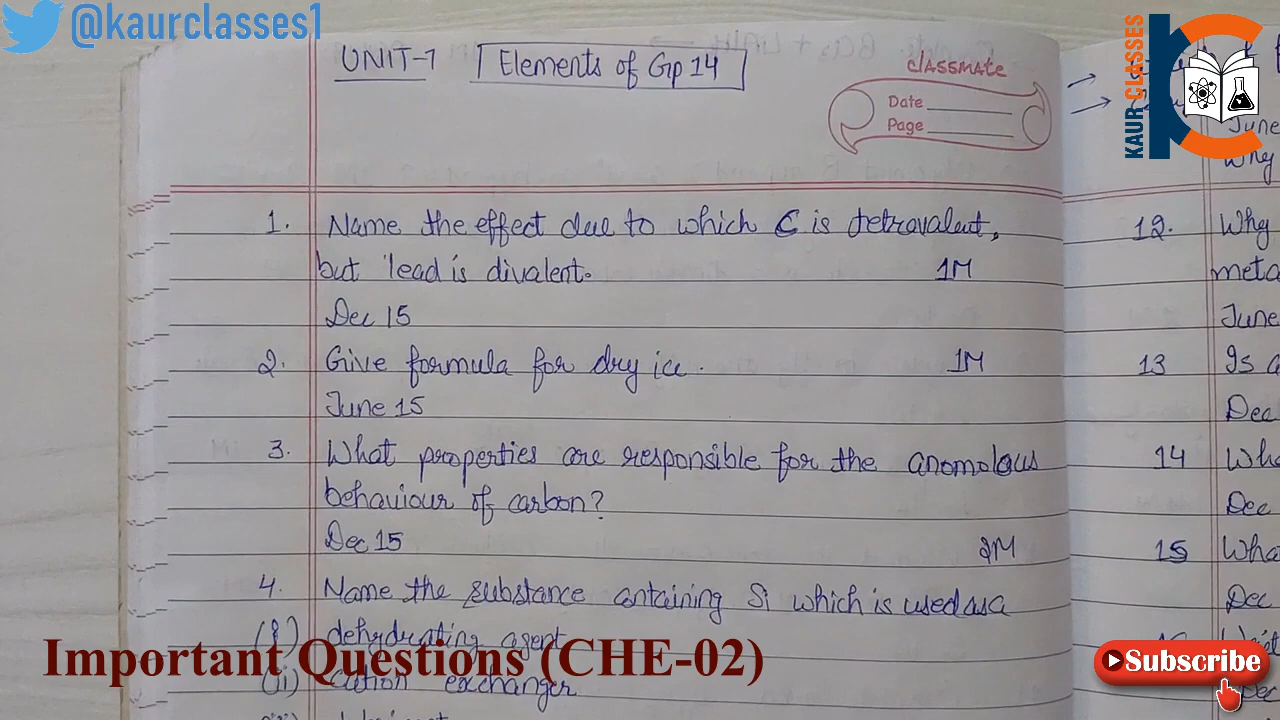 @kaurclasses1
UNIT-7 Elements of Grp 14
classmate
Date
Page
KAUR CLASSES
1. Name the effect due to which C is tetravalent,
but lead is divalent. 1M
Dec 15
2. Give formula for dry ice. 1M
June 15
3. What properties are responsible for the anomolous
behaviour of carbon?
Dec 15 2M
4. Name the substance containing Si which is used as a
(i) dehydrating agent
(ii) cation exchanger
June
Why
12. Why
meta
June
13 Is a
Dec
14 Wha
Dec
15 Wha
Dec
Important Questions (CHE-02)
Subscribe